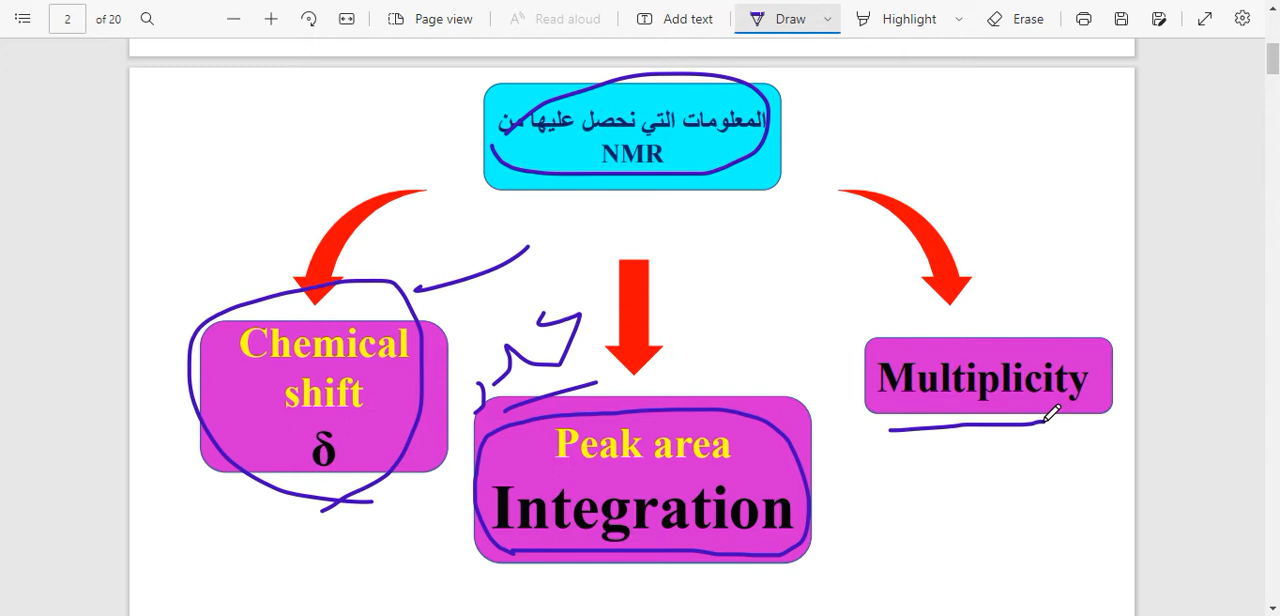 2 of 20 Page view Read aloud Add text Draw Highlight Erase
المعلومات التي نحصل عليها من
NMR
Chemical
shift
δ
Peak area
Integration
Multiplicity